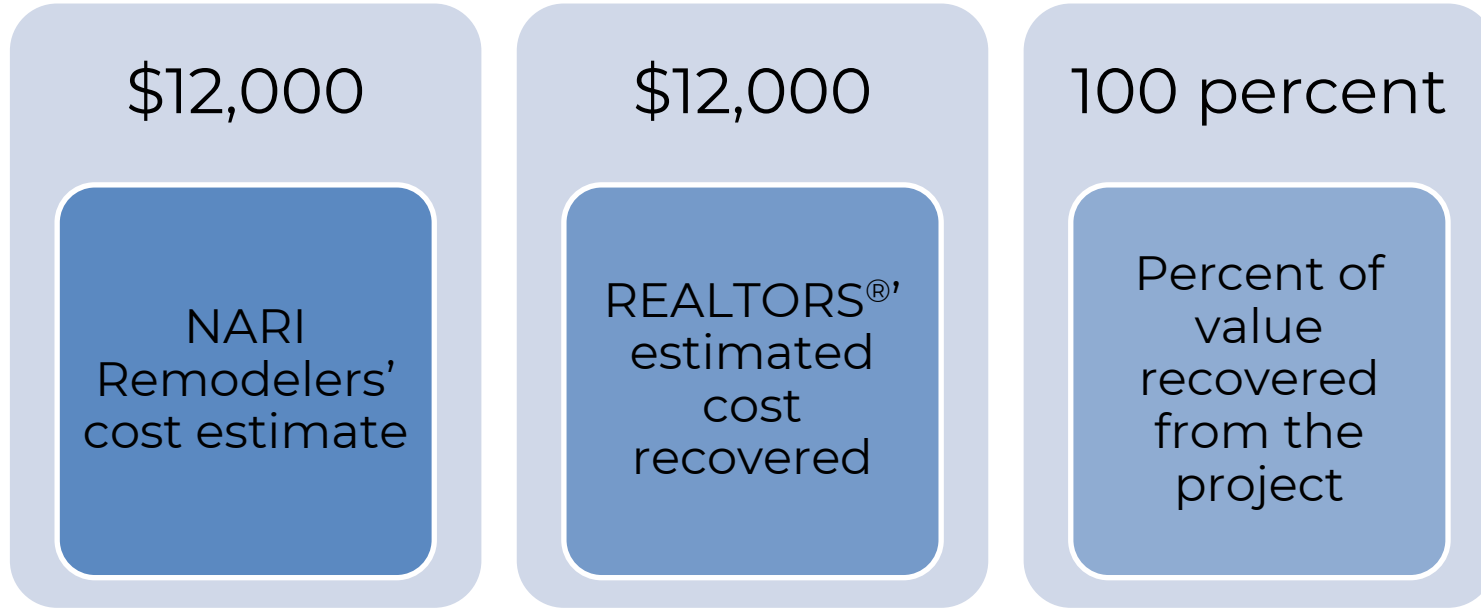 $12,000
NARI
Remodelers’
cost estimate
$12,000
REALTORS®’
estimated
cost
recovered
100 percent
Percent of
value
recovered
from the
project